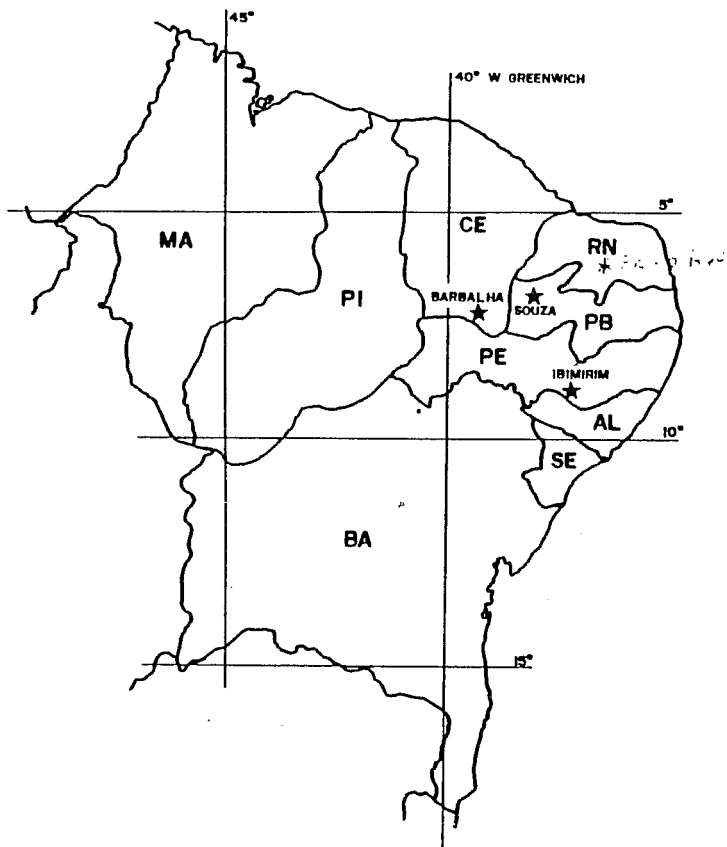 45°
40° W GREENWICH
5°
MA
CE
RN
PI
BARBALHA
SOUZA
PB
PE
IBIMIRIM
AL
10°
SE
BA
15°